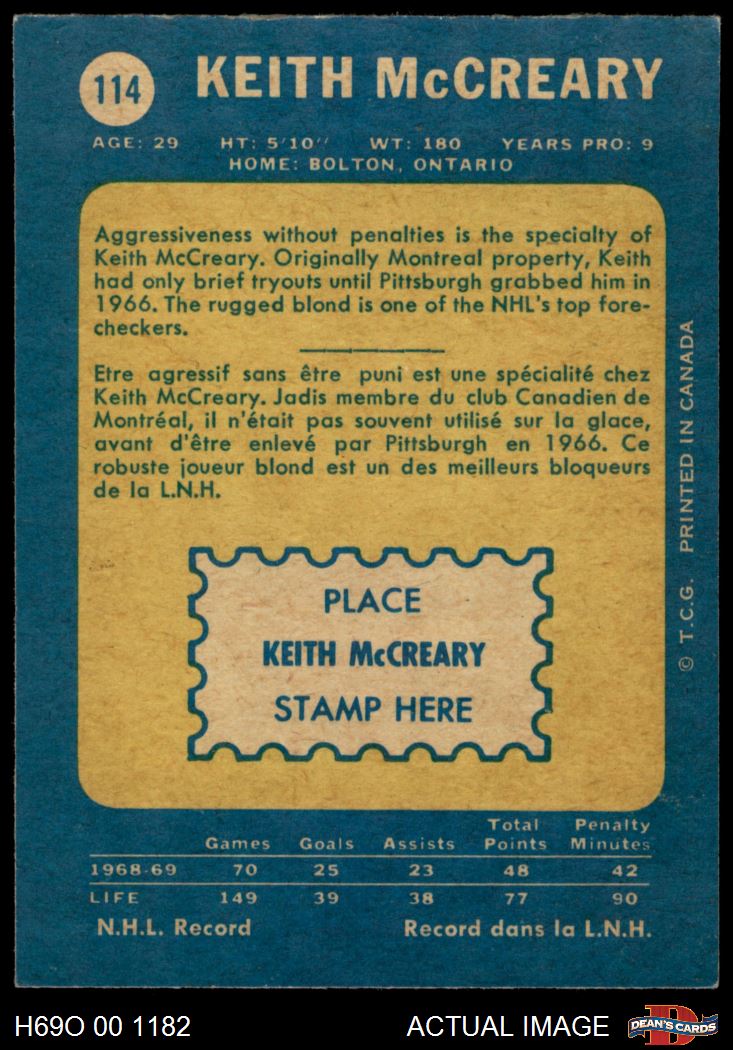 114 KEITH McCREARY
AGE: 29 HT: 5'10'' WT: 180 YEARS PRO: 9
HOME: BOLTON, ONTARIO
Aggressiveness without penalties is the specialty of
Keith McCreary. Originally Montreal property, Keith
had only brief tryouts until Pittsburgh grabbed him in
1966. The rugged blond is one of the NHL's top fore-
checkers.
Etre agressif sans être puni est une spécialité chez
Keith McCreary. Jadis membre du club Canadien de
Montréal, il n'était pas souvent utilisé sur la glace,
avant d'être enlevé par Pittsburgh en 1966. Ce
robuste joueur blond est un des meilleurs bloqueurs
de la L.N.H.
PLACE
KEITH McCREARY
STAMP HERE
© T.C.G. PRINTED IN CANADA
Total Penalty
Games Goals Assists Points Minutes
1968-69 70 25 23 48 42
LIFE 149 39 38 77 90
N.H.L. Record Record dans la L.N.H.
H69O 00 1182 ACTUAL IMAGE DEAN'S CARDS